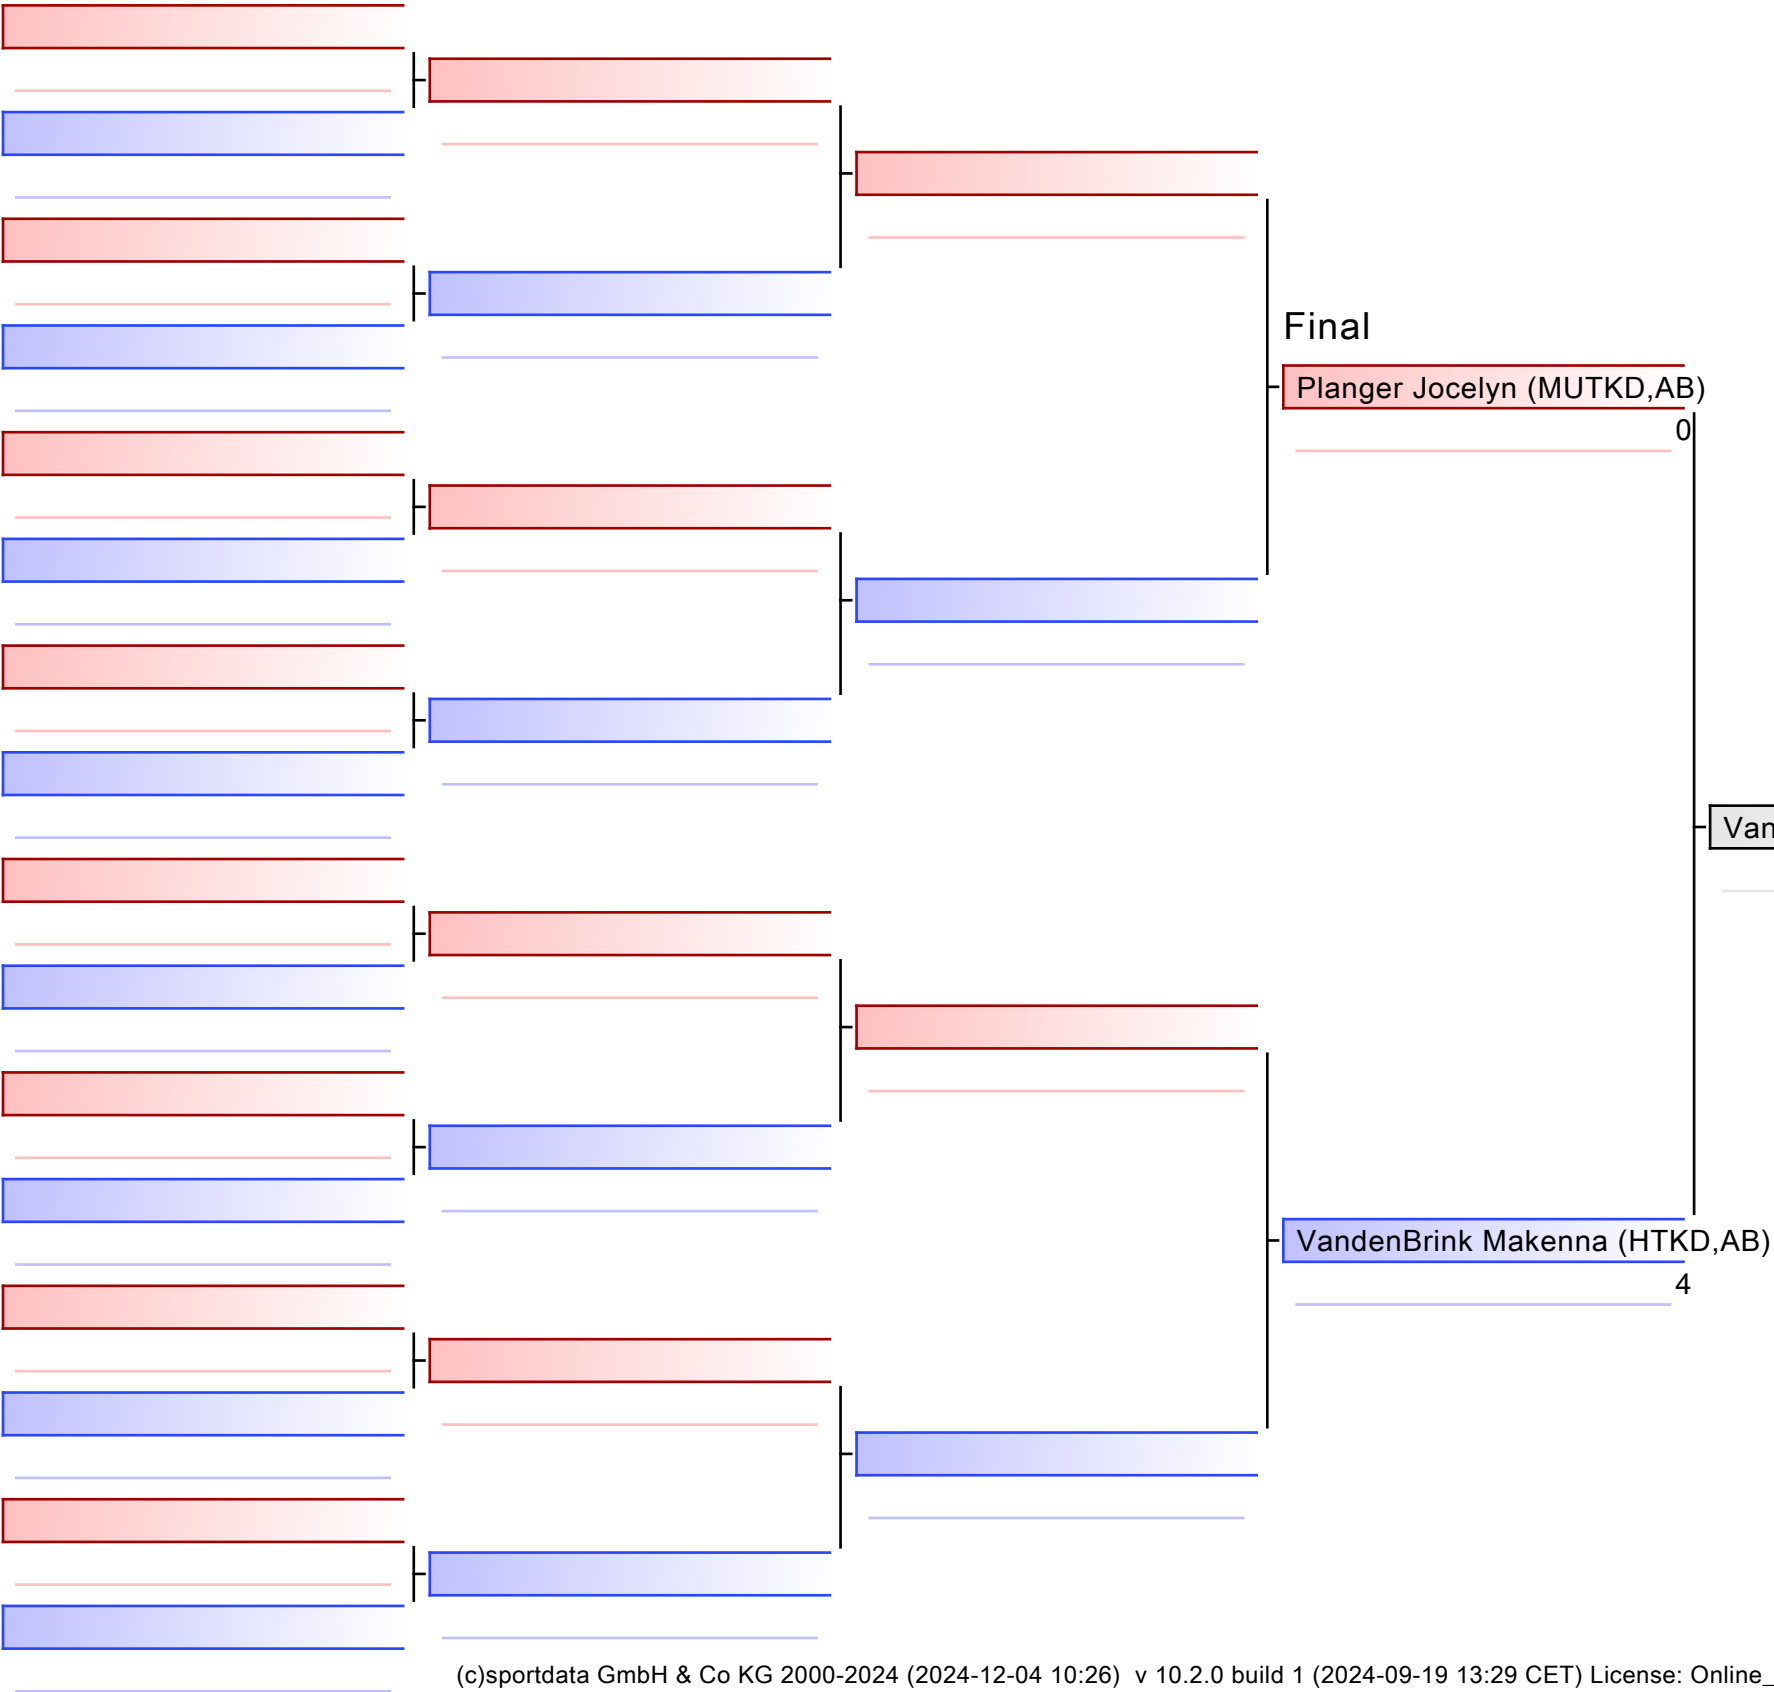 Final
Planger Jocelyn (MUTKD,AB)
0
Van
VandenBrink Makenna (HTKD,AB)
4
(c)sportdata GmbH & Co KG 2000-2024 (2024-12-04 10:26)  v 10.2.0 build 1 (2024-09-19 13:29 CET) License: Online_